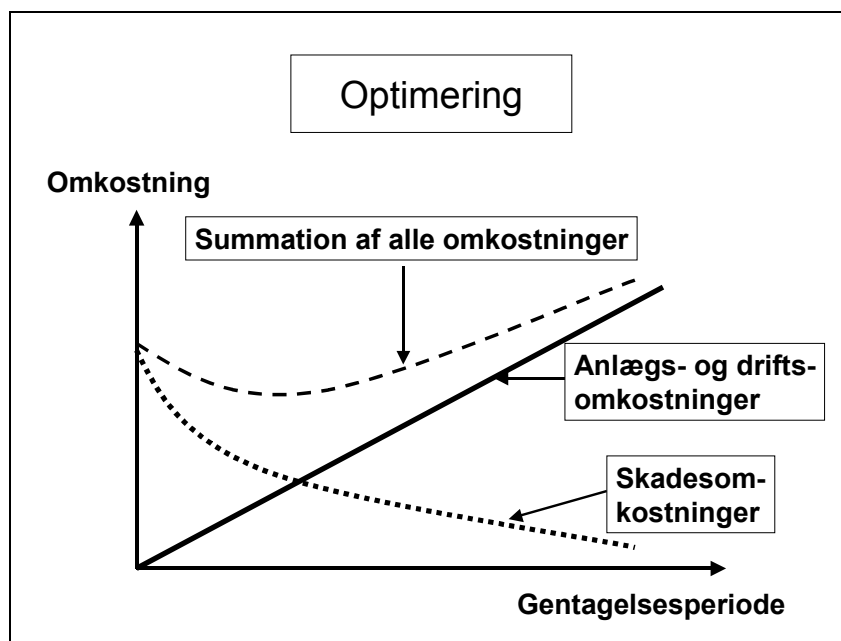 Optimering
Omkostning
Summation af alle omkostninger
Anlægs- og drifts-
omkostninger
Skadesom-
kostninger
Gentagelsesperiode